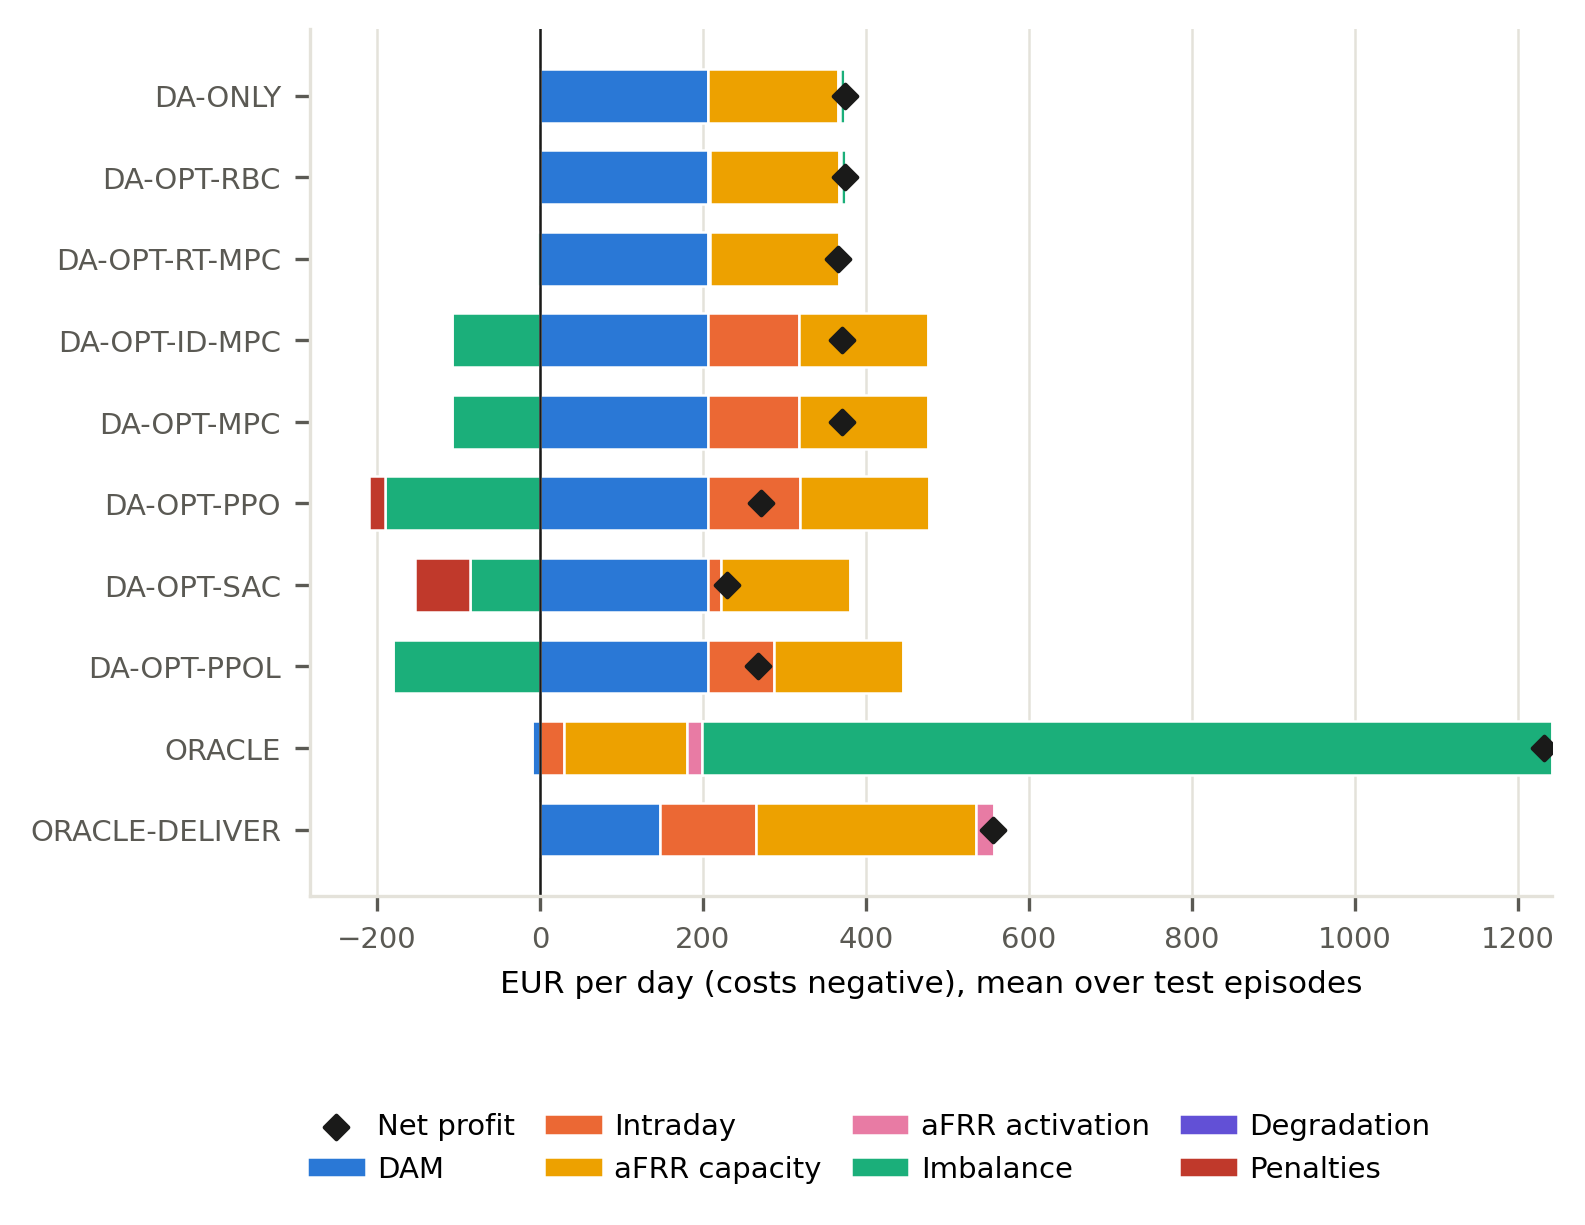 DA-ONLY
DA-OPT-RBC
DA-OPT-RT-MPC
DA-OPT-ID-MPC
DA-OPT-MPC
DA-OPT-PPO
DA-OPT-SAC
DA-OPT-PPOL
ORACLE
ORACLE-DELIVER
−200 0 200 400 600 800 1000 1200
EUR per day (costs negative), mean over test episodes
Net profit Intraday aFRR activation Degradation
DAM aFRR capacity Imbalance Penalties